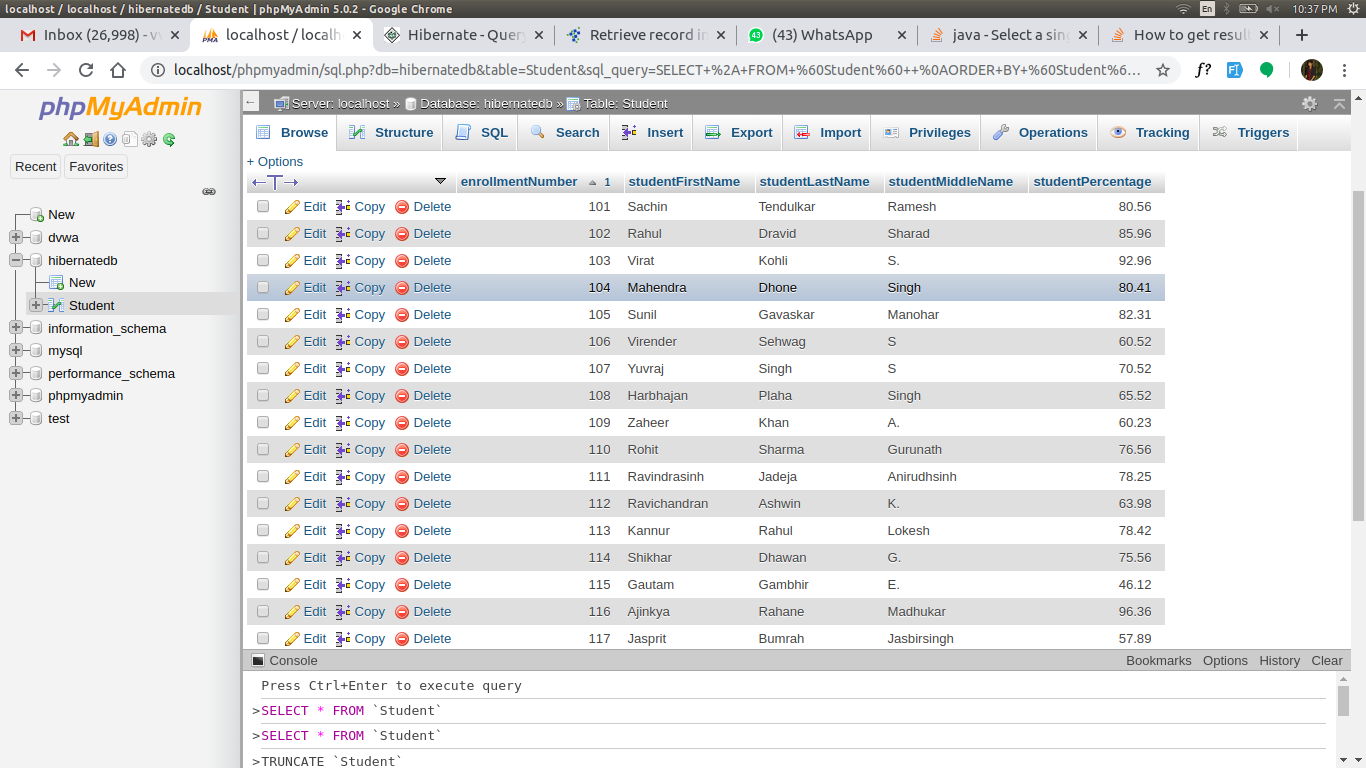 localhost / localhost / hibernatedb / Student | phpMyAdmin 5.0.2 - Google Chrome En 10:37 PM
Inbox (26,998) - v localhost / localh Hibernate - Quer Retrieve record in (43) WhatsApp java - Select a sin How to get resul
localhost/phpmyadmin/sql.php?db=hibernatedb&table=Student&sql_query=SELECT+%2A+FROM+%60Student%60++%0AORDER+BY+%60Student%6... f?
phpMyAdmin
Recent Favorites
New
dvwa
hibernatedb
New
Student
information_schema
mysql
performance_schema
phpmyadmin
test
Server: localhost » Database: hibernatedb » Table: Student
Browse Structure SQL Search Insert Export Import Privileges Operations Tracking Triggers
+ Options
enrollmentNumber 1 studentFirstName studentLastName studentMiddleName studentPercentage
Edit Copy Delete 101 Sachin Tendulkar Ramesh 80.56
Edit Copy Delete 102 Rahul Dravid Sharad 85.96
Edit Copy Delete 103 Virat Kohli S. 92.96
Edit Copy Delete 104 Mahendra Dhone Singh 80.41
Edit Copy Delete 105 Sunil Gavaskar Manohar 82.31
Edit Copy Delete 106 Virender Sehwag S 60.52
Edit Copy Delete 107 Yuvraj Singh S 70.52
Edit Copy Delete 108 Harbhajan Plaha Singh 65.52
Edit Copy Delete 109 Zaheer Khan A. 60.23
Edit Copy Delete 110 Rohit Sharma Gurunath 76.56
Edit Copy Delete 111 Ravindrasinh Jadeja Anirudhsinh 78.25
Edit Copy Delete 112 Ravichandran Ashwin K. 63.98
Edit Copy Delete 113 Kannur Rahul Lokesh 78.42
Edit Copy Delete 114 Shikhar Dhawan G. 75.56
Edit Copy Delete 115 Gautam Gambhir E. 46.12
Edit Copy Delete 116 Ajinkya Rahane Madhukar 96.36
Edit Copy Delete 117 Jasprit Bumrah Jasbirsingh 57.89
Console Bookmarks Options History Clear
Press Ctrl+Enter to execute query
>SELECT * FROM `Student`
>SELECT * FROM `Student`
>TRUNCATE `Student`